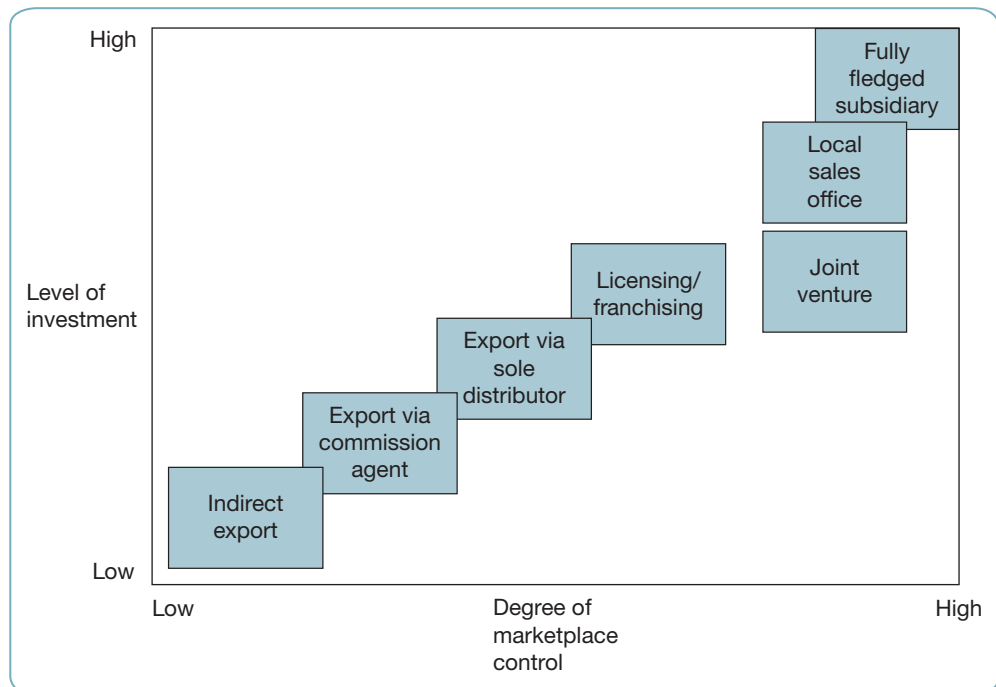 High
Fully
fledged
subsidiary
Local
sales
office
Joint
venture
Licensing/
franchising
Level of
investment
Export via
sole
distributor
Export via
commission
agent
Indirect
export
Low
Low
Degree of
marketplace
control
High